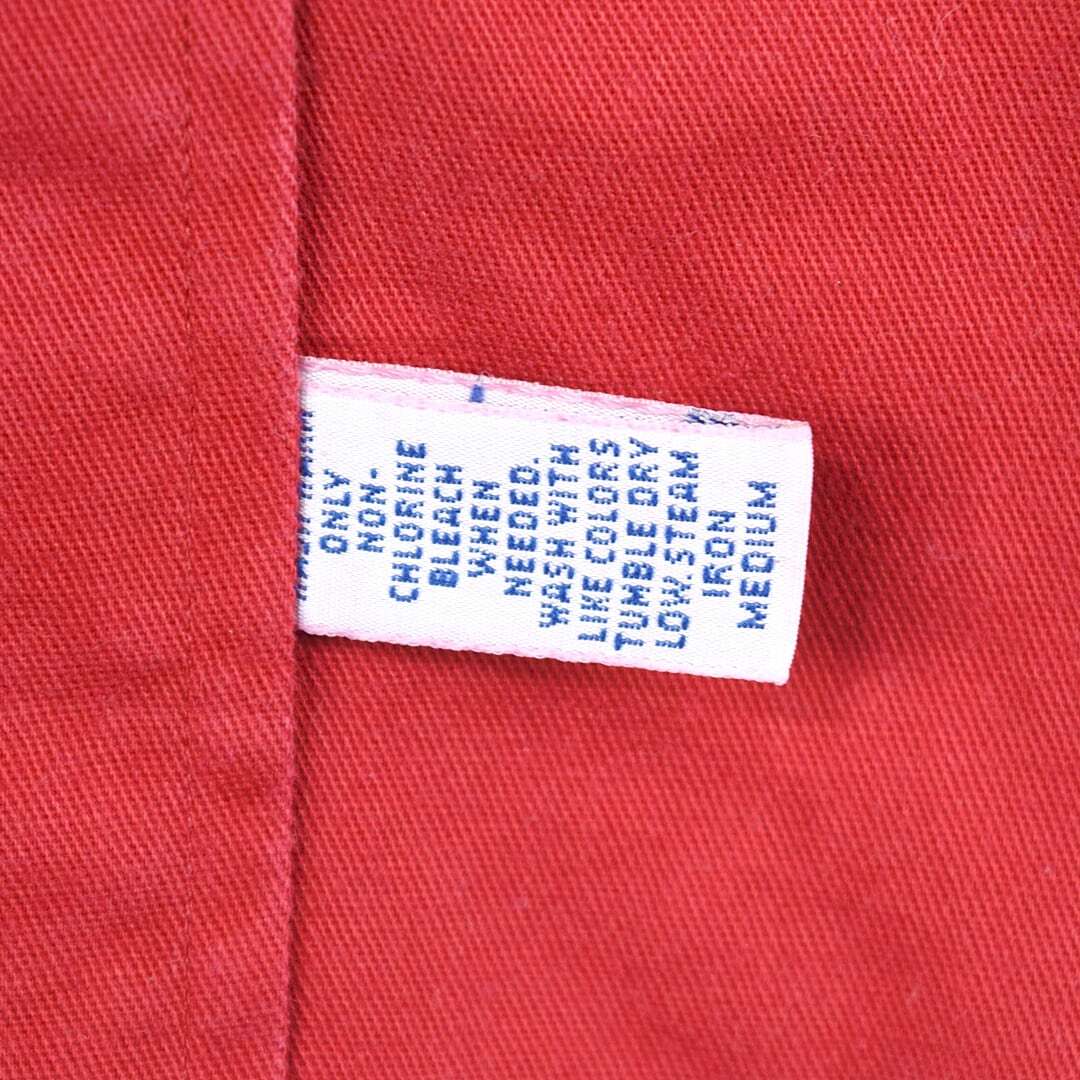 ONLY
NON-
CHLORINE
BLEACH
WHEN
NEEDED.
WASH WITH
LIKE COLORS
TUMBLE DRY
LOW.STEAM
IRON
MEDIUM